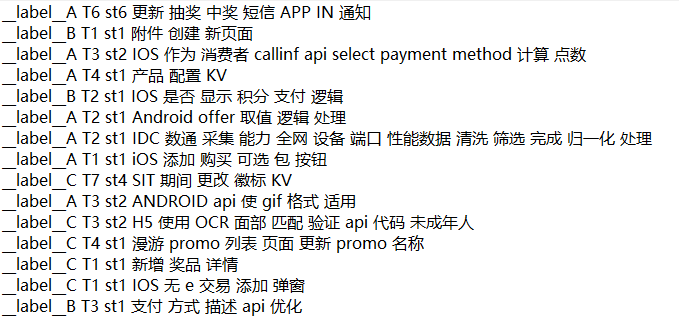 __label__A T6 st6 更新 抽奖 中奖 短信 APP IN 通知
__label__B T1 st1 附件 创建 新页面
__label__A T3 st2 IOS 作为 消费者 callinf api select payment method 计算 点数
__label__A T4 st1 产品 配置 KV
__label__B T2 st1 IOS 是否 显示 积分 支付 逻辑
__label__A T2 st1 Android offer 取值 逻辑 处理
__label__A T2 st1 IDC 数通 采集 能力 全网 设备 端口 性能数据 清洗 筛选 完成 归一化 处理
__label__A T1 st1 iOS 添加 购买 可选 包 按钮
__label__C T7 st4 SIT 期间 更改 徽标 KV
__label__A T3 st2 ANDROID api 使 gif 格式 适用
__label__C T3 st2 H5 使用 OCR 面部 匹配 验证 api 代码 未成年人
__label__C T4 st1 漫游 promo 列表 页面 更新 promo 名称
__label__C T1 st1 新增 奖品 详情
__label__C T1 st1 IOS 无 e 交易 添加 弹窗
__label__B T3 st1 支付 方式 描述 api 优化